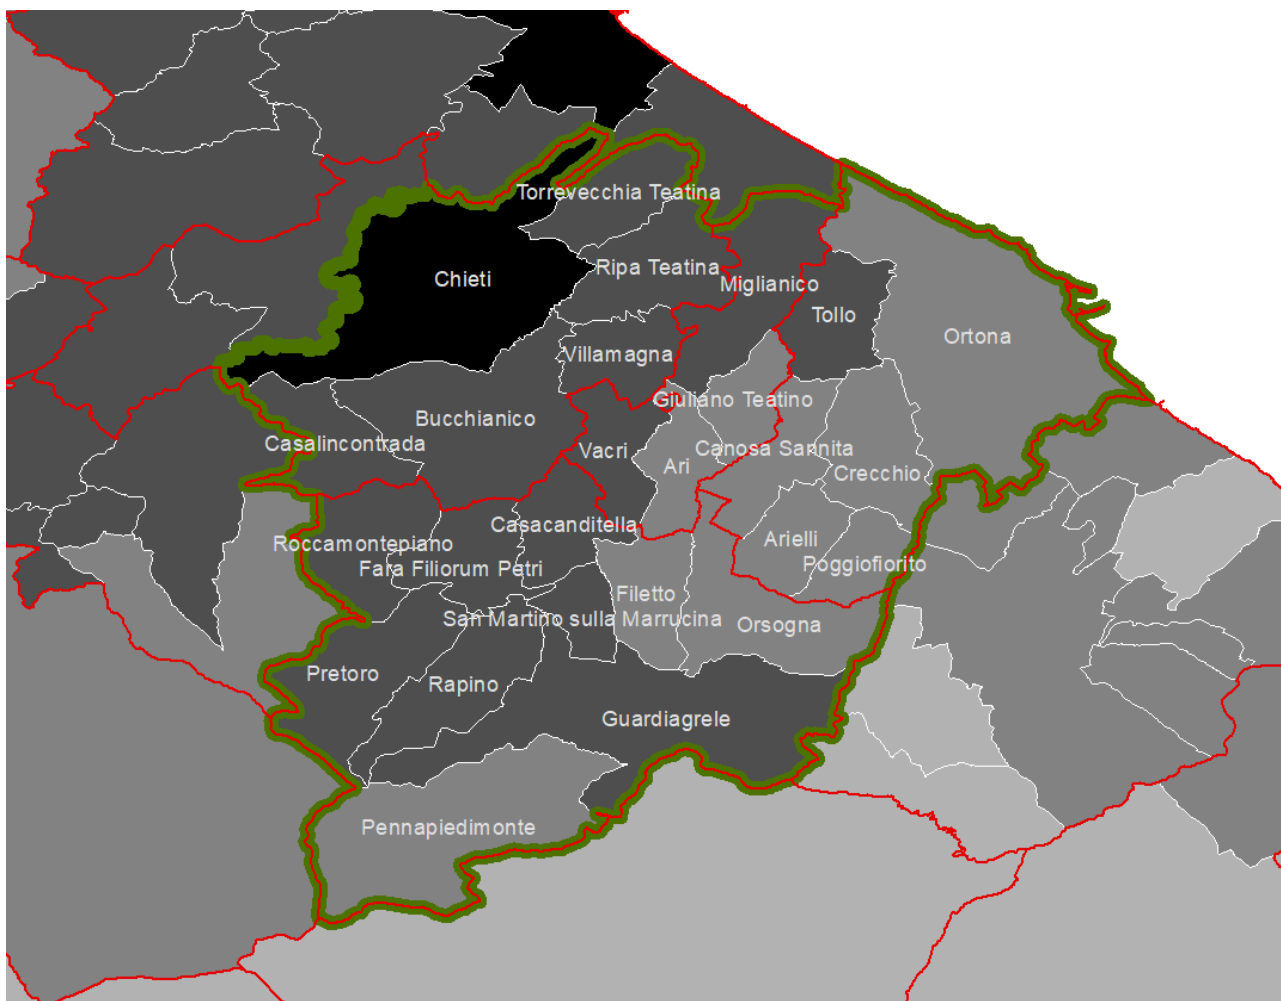 Torrevecchia Teatina
Ripa Teatina
Chieti
Miglianico
Tollo
Ortona
Villamagna
Giuliano Teatino
Bucchianico
Casalincontrada
Vacri
Canosa Sannita
Ari
Crecchio
Casacanditella
Roccamontepiano
Arielli
Fara Filiorum Petri
Poggiofiorito
Filetto
San Martino sulla Marrucina
Orsogna
Pretoro
Rapino
Guardiagrele
Pennapiedimonte